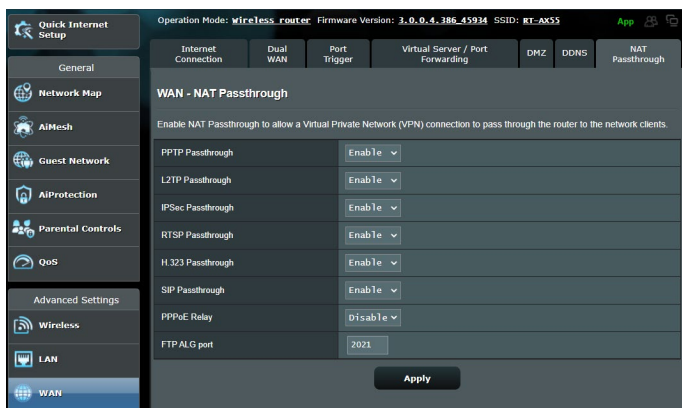 Quick Internet
Setup
Operation Mode: Wireless router Firmware Version: 3.0.0.4.386_45934 SSID: RT-AX55
App
General
Network Map
AiMesh
Guest Network
AiProtection
Parental Controls
QoS
Advanced Settings
Wireless
LAN
WAN
Internet
Connection
Dual
WAN
Port
Trigger
Virtual Server / Port
Forwarding
DMZ
DDNS
NAT
Passthrough
WAN - NAT Passthrough
Enable NAT Passthrough to allow a Virtual Private Network (VPN) connection to pass through the router to the network clients.
PPTP Passthrough Enable
L2TP Passthrough Enable
IPSec Passthrough Enable
RTSP Passthrough Enable
H.323 Passthrough Enable
SIP Passthrough Enable
PPPoE Relay Disable
FTP ALG port 2021
Apply